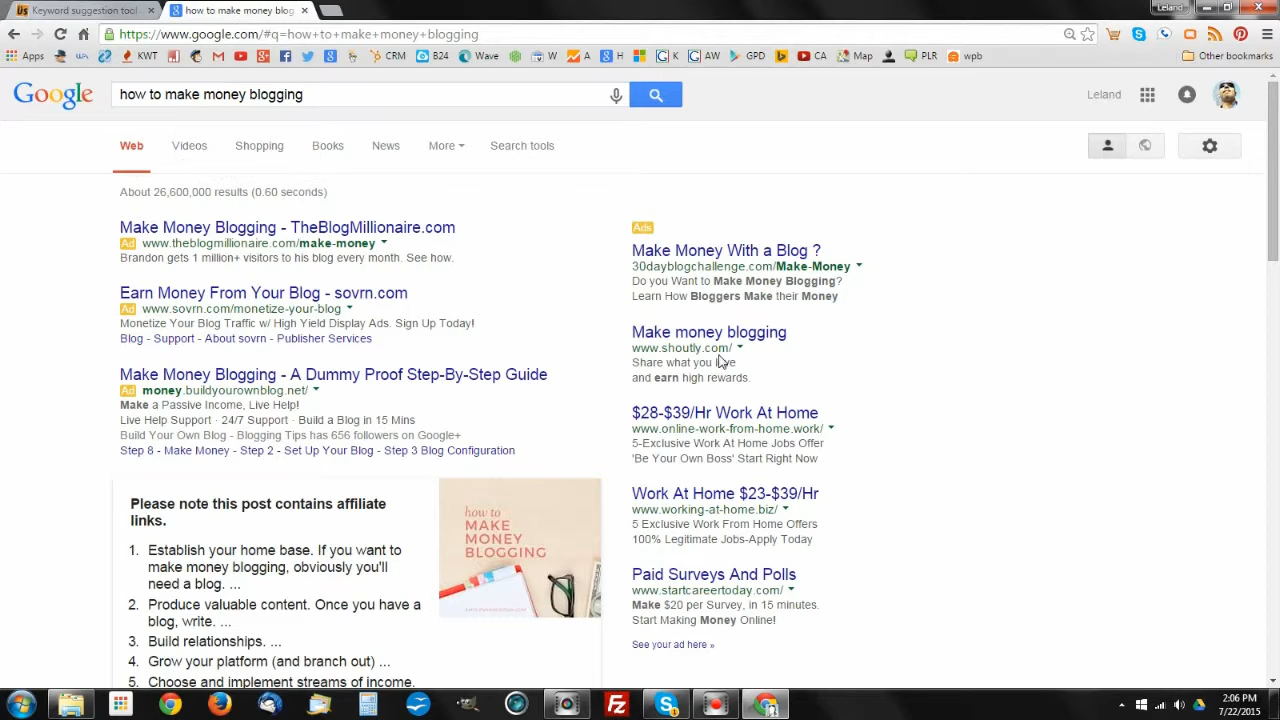 Keyword suggestion tool
how to make money blog
Leland
https://www.google.com/#q=how+to+make+money+blogging
Apps
KWT
CRM
B24
Wave
W
A
H
K
AW
GPD
CA
Map
PLR
wpb
Other bookmarks
Google
how to make money blogging
Leland
Web
Videos
Shopping
Books
News
More
Search tools
About 26,600,000 results (0.60 seconds)
Make Money Blogging - TheBlogMillionaire.com
Ad www.theblogmillionaire.com/make-money
Brandon gets 1 million+ visitors to his blog every month. See how.
Earn Money From Your Blog - sovrn.com
Ad www.sovrn.com/monetize-your-blog
Monetize Your Blog Traffic w/ High Yield Display Ads. Sign Up Today!
Blog - Support - About sovrn - Publisher Services
Make Money Blogging - A Dummy Proof Step-By-Step Guide
Ad money.buildyourownblog.net/
Make a Passive Income, Live Help!
Live Help Support · 24/7 Support · Build a Blog in 15 Mins
Build Your Own Blog - Blogging Tips has 656 followers on Google+
Step 8 - Make Money - Step 2 - Set Up Your Blog - Step 3 Blog Configuration
Please note this post contains affiliate
links.
1. Establish your home base. If you want to
make money blogging, obviously you'll
need a blog. ...
2. Produce valuable content. Once you have a
blog, write. ...
3. Build relationships. ...
4. Grow your platform (and branch out) ...
5. Choose and implement streams of income.
how to
MAKE
MONEY
BLOGGING
Ads
Make Money With a Blog ?
30dayblogchallenge.com/Make-Money
Do you Want to Make Money Blogging?
Learn How Bloggers Make their Money
Make money blogging
www.shoutly.com/
Share what you love
and earn high rewards.
$28-$39/Hr Work At Home
www.online-work-from-home.work/
5-Exclusive Work At Home Jobs Offer
'Be Your Own Boss' Start Right Now
Work At Home $23-$39/Hr
www.working-at-home.biz/
5 Exclusive Work From Home Offers
100% Legitimate Jobs-Apply Today
Paid Surveys And Polls
www.startcareertoday.com/
Make $20 per Survey, in 15 minutes.
Start Making Money Online!
See your ad here »
2:06 PM
7/22/2015